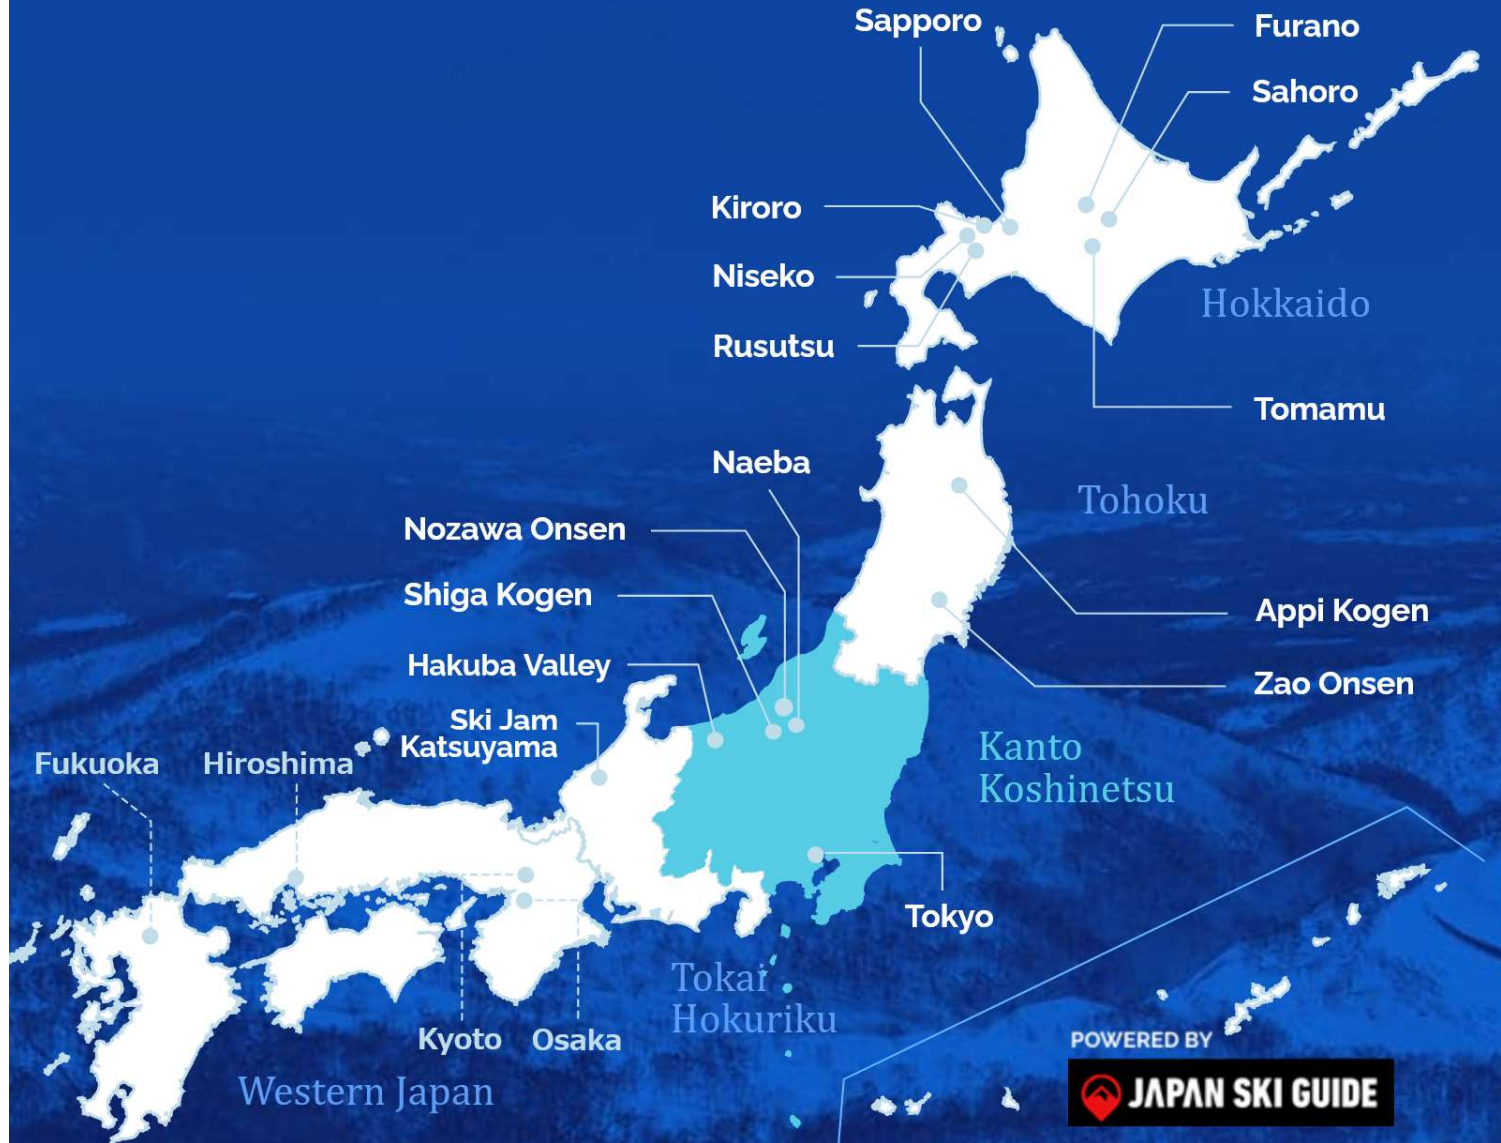 Sapporo
Furano
Sahoro
Kiroro
Niseko
Hokkaido
Rusutsu
Tomamu
Naeba
Tohoku
Nozawa Onsen
Shiga Kogen
Appi Kogen
Hakuba Valley
Zao Onsen
Ski Jam
Katsuyama
Kanto
Koshinetsu
Fukuoka
Hiroshima
Tokyo
Tokai
Hokuriku
Kyoto
Osaka
Western Japan
POWERED BY
JAPAN SKI GUIDE